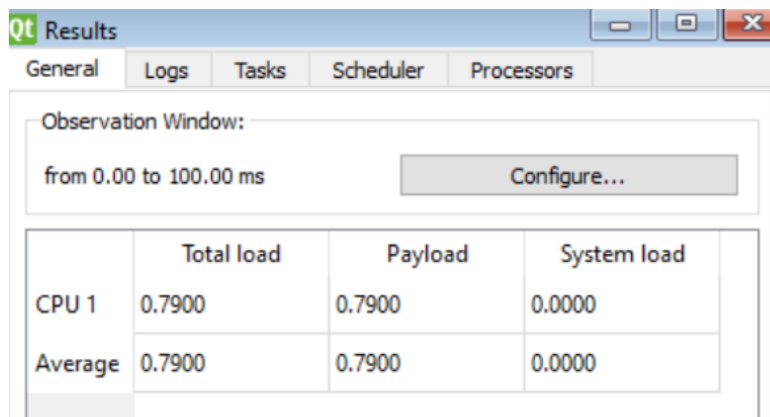 Qt Results
General Logs Tasks Scheduler Processors
Observation Window:
from 0.00 to 100.00 ms Configure...
Total load Payload System load
CPU 1 0.7900 0.7900 0.0000
Average 0.7900 0.7900 0.0000